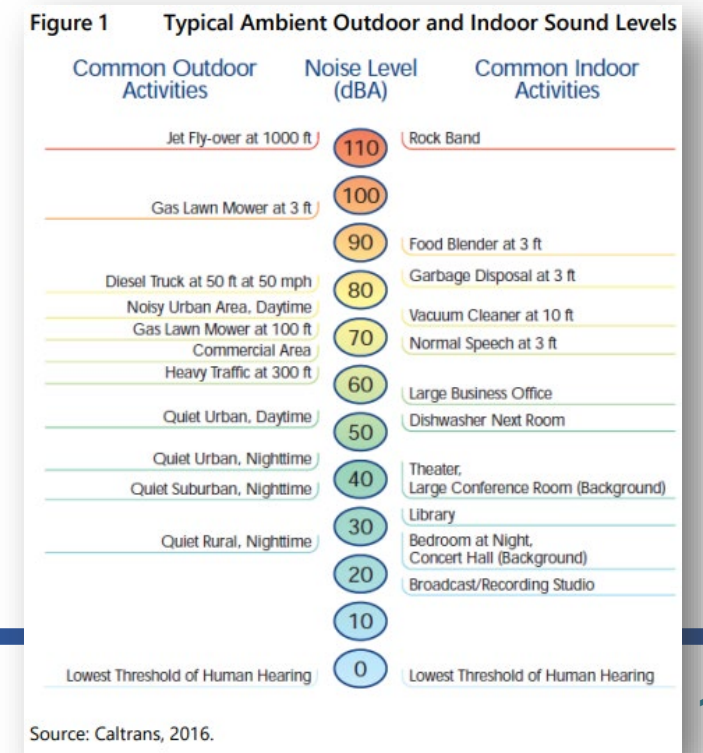 Figure 1 Typical Ambient Outdoor and Indoor Sound Levels
Common Outdoor
Activities
Noise Level
(dBA)
Common Indoor
Activities
Jet Fly-over at 1000 ft
110
Rock Band
100
Gas Lawn Mower at 3 ft
90
Food Blender at 3 ft
Diesel Truck at 50 ft at 50 mph
80
Garbage Disposal at 3 ft
Noisy Urban Area, Daytime
Vacuum Cleaner at 10 ft
Gas Lawn Mower at 100 ft
70
Normal Speech at 3 ft
Commercial Area
Heavy Traffic at 300 ft
60
Large Business Office
Quiet Urban, Daytime
50
Dishwasher Next Room
Quiet Urban, Nighttime
40
Theater,
Large Conference Room (Background)
Quiet Suburban, Nighttime
Library
30
Quiet Rural, Nighttime
Bedroom at Night,
Concert Hall (Background)
20
Broadcast/Recording Studio
10
Lowest Threshold of Human Hearing
0
Lowest Threshold of Human Hearing
Source: Caltrans, 2016.